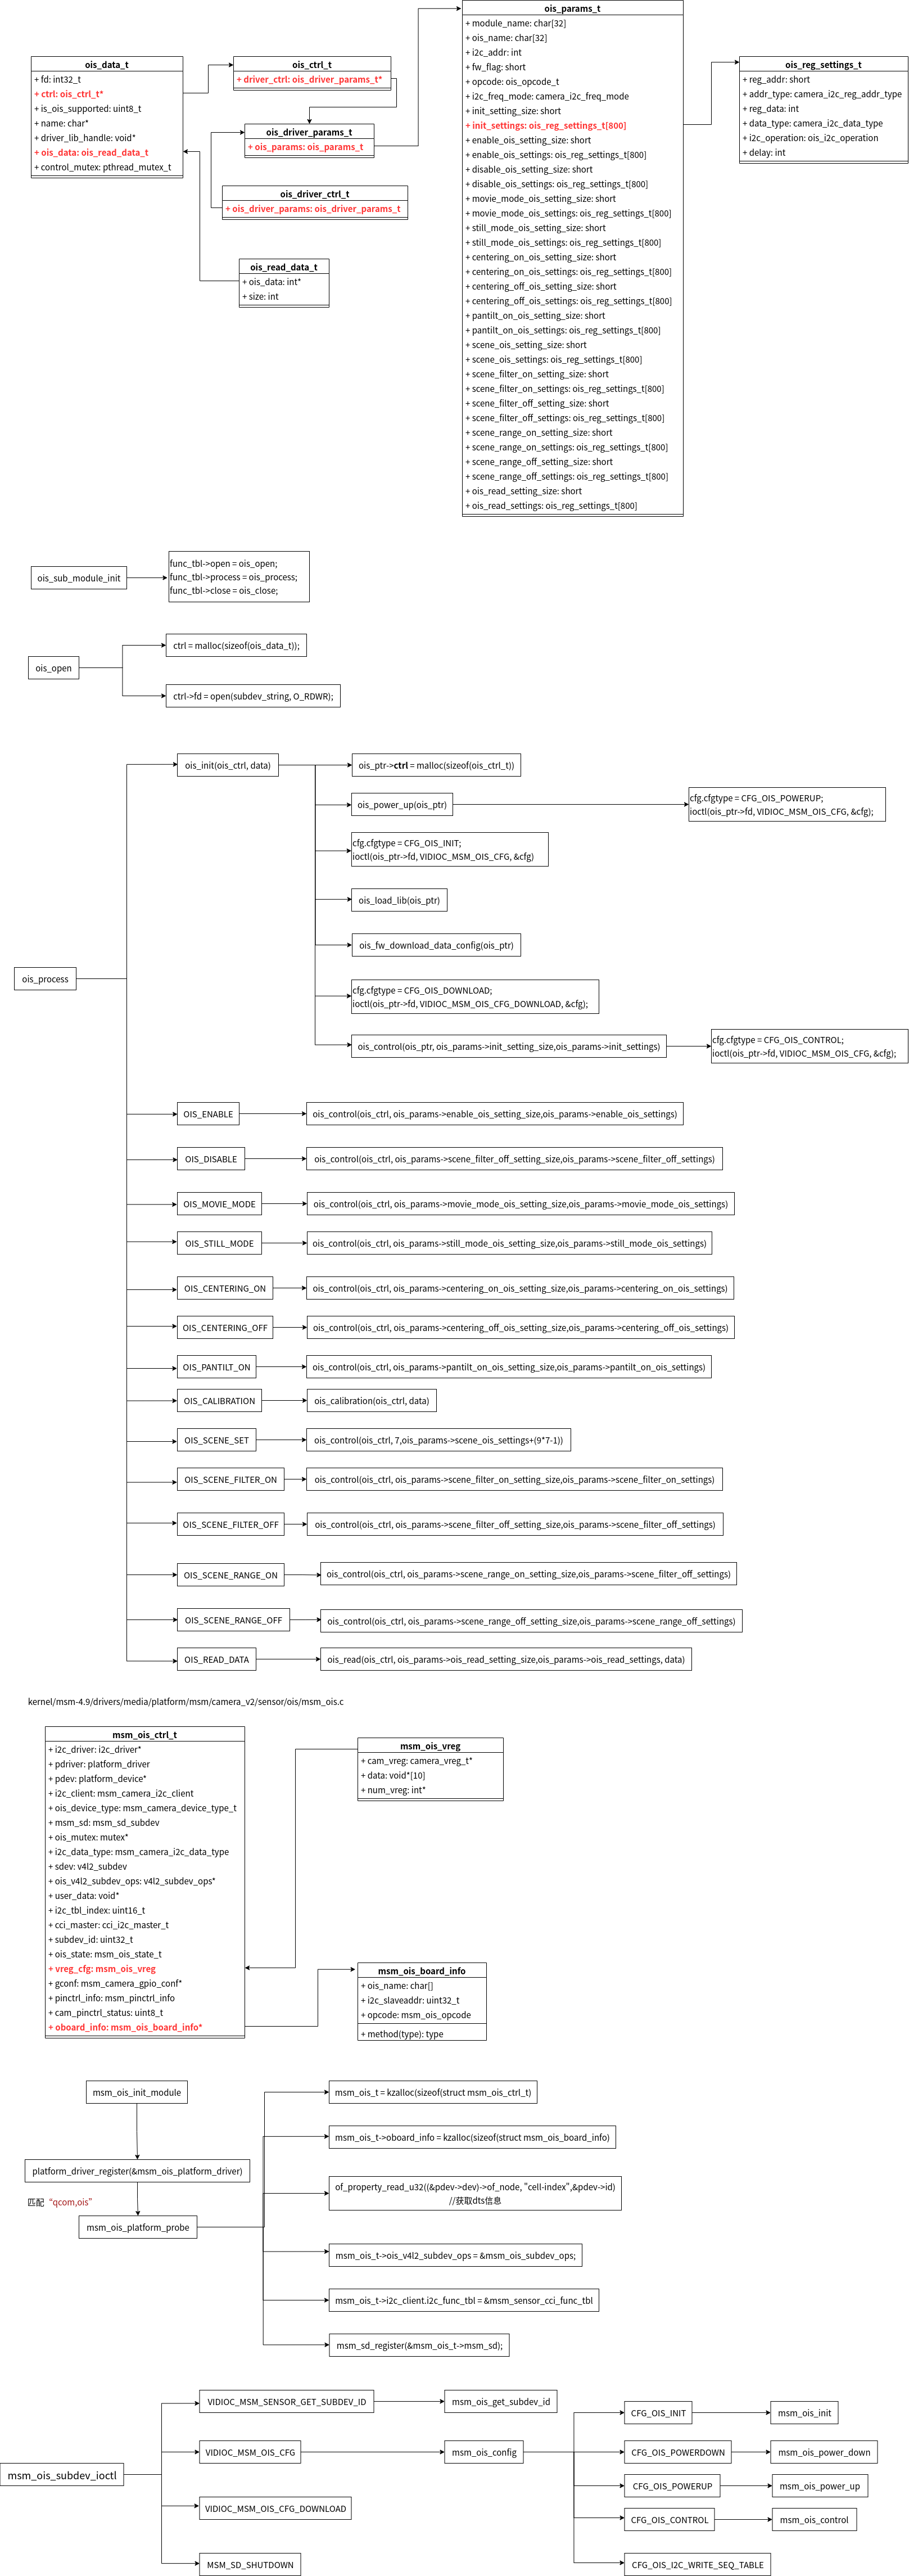 ois_data_t
+ fd: int32_t
+ ctrl: ois_ctrl_t*
+ is_ois_supported: uint8_t
+ name: char*
+ driver_lib_handle: void*
+ ois_data: ois_read_data_t
+ control_mutex: pthread_mutex_t
ois_ctrl_t
+ driver_ctrl: ois_driver_params_t*
ois_driver_params_t
+ ois_params: ois_params_t
ois_driver_ctrl_t
+ ois_driver_params: ois_driver_params_t
ois_read_data_t
+ ois_data: int*
+ size: int
ois_params_t
+ module_name: char[32]
+ ois_name: char[32]
+ i2c_addr: int
+ fw_flag: short
+ opcode: ois_opcode_t
+ i2c_freq_mode: camera_i2c_freq_mode
+ init_setting_size: short
+ init_settings: ois_reg_settings_t[800]
+ enable_ois_setting_size: short
+ enable_ois_settings: ois_reg_settings_t[800]
+ disable_ois_setting_size: short
+ disable_ois_settings: ois_reg_settings_t[800]
+ movie_mode_ois_setting_size: short
+ movie_mode_ois_settings: ois_reg_settings_t[800]
+ still_mode_ois_setting_size: short
+ still_mode_ois_settings: ois_reg_settings_t[800]
+ centering_on_ois_setting_size: short
+ centering_on_ois_settings: ois_reg_settings_t[800]
+ centering_off_ois_setting_size: short
+ centering_off_ois_settings: ois_reg_settings_t[800]
+ pantilt_on_ois_setting_size: short
+ pantilt_on_ois_settings: ois_reg_settings_t[800]
+ scene_ois_setting_size: short
+ scene_ois_settings: ois_reg_settings_t[800]
+ scene_filter_on_setting_size: short
+ scene_filter_on_settings: ois_reg_settings_t[800]
+ scene_filter_off_setting_size: short
+ scene_filter_off_settings: ois_reg_settings_t[800]
+ scene_range_on_setting_size: short
+ scene_range_on_settings: ois_reg_settings_t[800]
+ scene_range_off_setting_size: short
+ scene_range_off_settings: ois_reg_settings_t[800]
+ ois_read_setting_size: short
+ ois_read_settings: ois_reg_settings_t[800]
ois_reg_settings_t
+ reg_addr: short
+ addr_type: camera_i2c_reg_addr_type
+ reg_data: int
+ data_type: camera_i2c_data_type
+ i2c_operation: ois_i2c_operation
+ delay: int
ois_sub_module_init
func_tbl->open = ois_open;
func_tbl->process = ois_process;
func_tbl->close = ois_close;
ois_open
ctrl = malloc(sizeof(ois_data_t));
ctrl->fd = open(subdev_string, O_RDWR);
ois_process
ois_init(ois_ctrl, data)
ois_ptr->ctrl = malloc(sizeof(ois_ctrl_t))
ois_power_up(ois_ptr)
cfg.cfgtype = CFG_OIS_POWERUP;
ioctl(ois_ptr->fd, VIDIOC_MSM_OIS_CFG, &cfg);
cfg.cfgtype = CFG_OIS_INIT;
ioctl(ois_ptr->fd, VIDIOC_MSM_OIS_CFG, &cfg)
ois_load_lib(ois_ptr)
ois_fw_download_data_config(ois_ptr)
cfg.cfgtype = CFG_OIS_DOWNLOAD;
ioctl(ois_ptr->fd, VIDIOC_MSM_OIS_CFG_DOWNLOAD, &cfg);
ois_control(ois_ptr, ois_params->init_setting_size,ois_params->init_settings)
cfg.cfgtype = CFG_OIS_CONTROL;
ioctl(ois_ptr->fd, VIDIOC_MSM_OIS_CFG, &cfg);
OIS_ENABLE
ois_control(ois_ctrl, ois_params->enable_ois_setting_size,ois_params->enable_ois_settings)
OIS_DISABLE
ois_control(ois_ctrl, ois_params->scene_filter_off_setting_size,ois_params->scene_filter_off_settings)
OIS_MOVIE_MODE
ois_control(ois_ctrl, ois_params->movie_mode_ois_setting_size,ois_params->movie_mode_ois_settings)
OIS_STILL_MODE
ois_control(ois_ctrl, ois_params->still_mode_ois_setting_size,ois_params->still_mode_ois_settings)
OIS_CENTERING_ON
ois_control(ois_ctrl, ois_params->centering_on_ois_setting_size,ois_params->centering_on_ois_settings)
OIS_CENTERING_OFF
ois_control(ois_ctrl, ois_params->centering_off_ois_setting_size,ois_params->centering_off_ois_settings)
OIS_PANTILT_ON
ois_control(ois_ctrl, ois_params->pantilt_on_ois_setting_size,ois_params->pantilt_on_ois_settings)
OIS_CALIBRATION
ois_calibration(ois_ctrl, data)
OIS_SCENE_SET
ois_control(ois_ctrl, 7,ois_params->scene_ois_settings+(9*7-1))
OIS_SCENE_FILTER_ON
ois_control(ois_ctrl, ois_params->scene_filter_on_setting_size,ois_params->scene_filter_on_settings)
OIS_SCENE_FILTER_OFF
ois_control(ois_ctrl, ois_params->scene_filter_off_setting_size,ois_params->scene_filter_off_settings)
OIS_SCENE_RANGE_ON
ois_control(ois_ctrl, ois_params->scene_range_on_setting_size,ois_params->scene_filter_off_settings)
OIS_SCENE_RANGE_OFF
ois_control(ois_ctrl, ois_params->scene_range_off_setting_size,ois_params->scene_range_off_settings)
OIS_READ_DATA
ois_read(ois_ctrl, ois_params->ois_read_setting_size,ois_params->ois_read_settings, data)
kernel/msm-4.9/drivers/media/platform/msm/camera_v2/sensor/ois/msm_ois.c
msm_ois_ctrl_t
+ i2c_driver: i2c_driver*
+ pdriver: platform_driver
+ pdev: platform_device*
+ i2c_client: msm_camera_i2c_client
+ ois_device_type: msm_camera_device_type_t
+ msm_sd: msm_sd_subdev
+ ois_mutex: mutex*
+ i2c_data_type: msm_camera_i2c_data_type
+ sdev: v4l2_subdev
+ ois_v4l2_subdev_ops: v4l2_subdev_ops*
+ user_data: void*
+ i2c_tbl_index: uint16_t
+ cci_master: cci_i2c_master_t
+ subdev_id: uint32_t
+ ois_state: msm_ois_state_t
+ vreg_cfg: msm_ois_vreg
+ gconf: msm_camera_gpio_conf*
+ pinctrl_info: msm_pinctrl_info
+ cam_pinctrl_status: uint8_t
+ oboard_info: msm_ois_board_info*
msm_ois_vreg
+ cam_vreg: camera_vreg_t*
+ data: void*[10]
+ num_vreg: int*
msm_ois_board_info
+ ois_name: char[]
+ i2c_slaveaddr: uint32_t
+ opcode: msm_ois_opcode
+ method(type): type
msm_ois_init_module
platform_driver_register(&msm_ois_platform_driver)
匹配 “qcom,ois”
msm_ois_platform_probe
msm_ois_t = kzalloc(sizeof(struct msm_ois_ctrl_t)
msm_ois_t->oboard_info = kzalloc(sizeof(struct msm_ois_board_info)
of_property_read_u32((&pdev->dev)->of_node, "cell-index",&pdev->id)
//获取dts信息
msm_ois_t->ois_v4l2_subdev_ops = &msm_ois_subdev_ops;
msm_ois_t->i2c_client.i2c_func_tbl = &msm_sensor_cci_func_tbl
msm_sd_register(&msm_ois_t->msm_sd);
msm_ois_subdev_ioctl
VIDIOC_MSM_SENSOR_GET_SUBDEV_ID
msm_ois_get_subdev_id
VIDIOC_MSM_OIS_CFG
msm_ois_config
CFG_OIS_INIT
msm_ois_init
CFG_OIS_POWERDOWN
msm_ois_power_down
CFG_OIS_POWERUP
msm_ois_power_up
CFG_OIS_CONTROL
msm_ois_control
CFG_OIS_I2C_WRITE_SEQ_TABLE
VIDIOC_MSM_OIS_CFG_DOWNLOAD
MSM_SD_SHUTDOWN